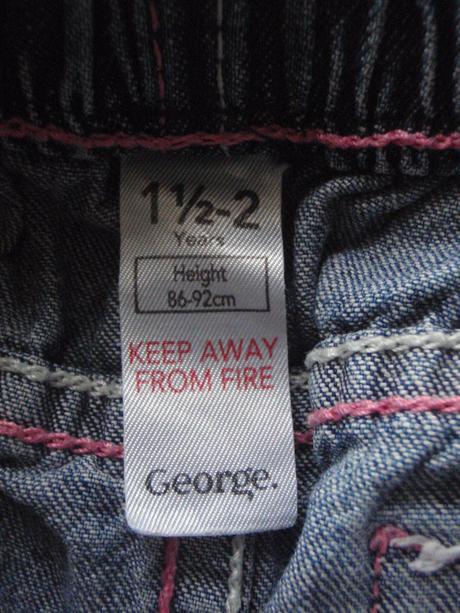 1½-2
Years
Height
86-92cm
KEEP AWAY
FROM FIRE
George.